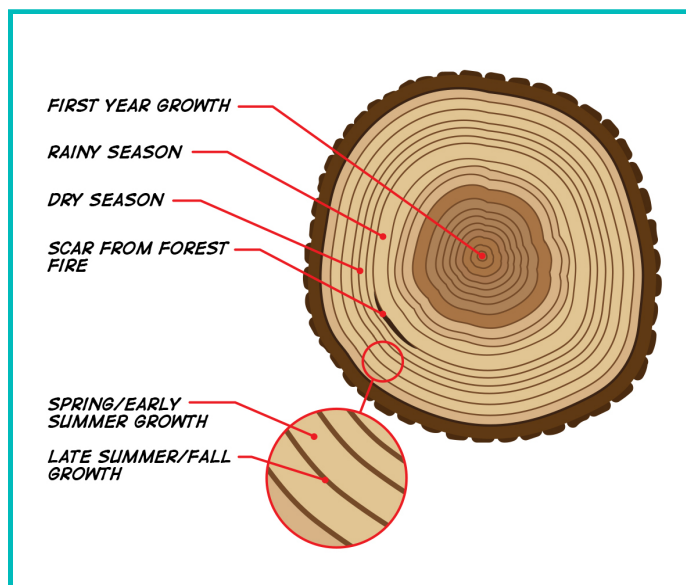 FIRST YEAR GROWTH
RAINY SEASON
DRY SEASON
SCAR FROM FOREST
FIRE
SPRING/EARLY
SUMMER GROWTH
LATE SUMMER/FALL
GROWTH